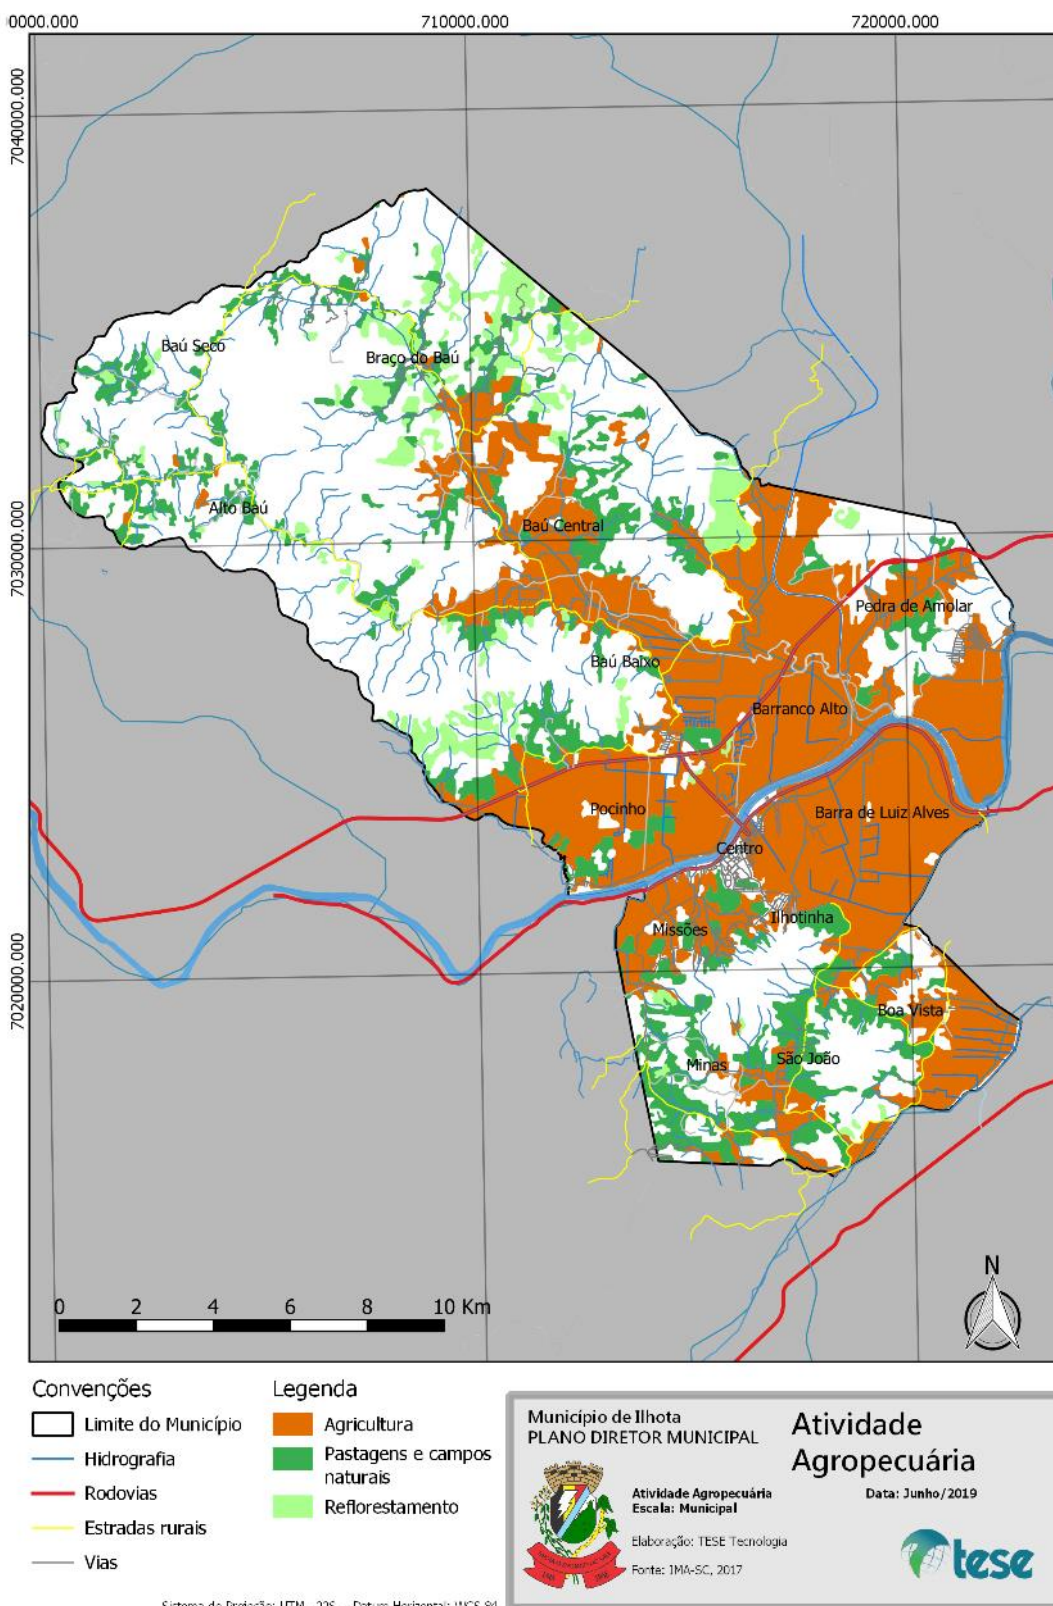 710000.000
720000.000
7040000.000
7030000.000
7020000.000
Baú Seco
Braço do Baú
Alto Baú
Baú Central
Pedra de Amolar
Baú Baixo
Barranco Alto
Pocinho
Barra de Luiz Alves
Centro
Ilhotinha
Missões
Boa Vista
São João
Minas
N
0 2 4 6 8 10 Km
Convenções
Limite do Município
Hidrografia
Rodovias
Estradas rurais
Vias
Legenda
Agricultura
Pastagens e campos
naturais
Reflorestamento
Município de Ilhota
PLANO DIRETOR MUNICIPAL
Atividade
Agropecuária
Atividade Agropecuária
Escala: Municipal
Data: Junho/2019
Elaboração: TESE Tecnologia
Fonte: IMA-SC, 2017
tese